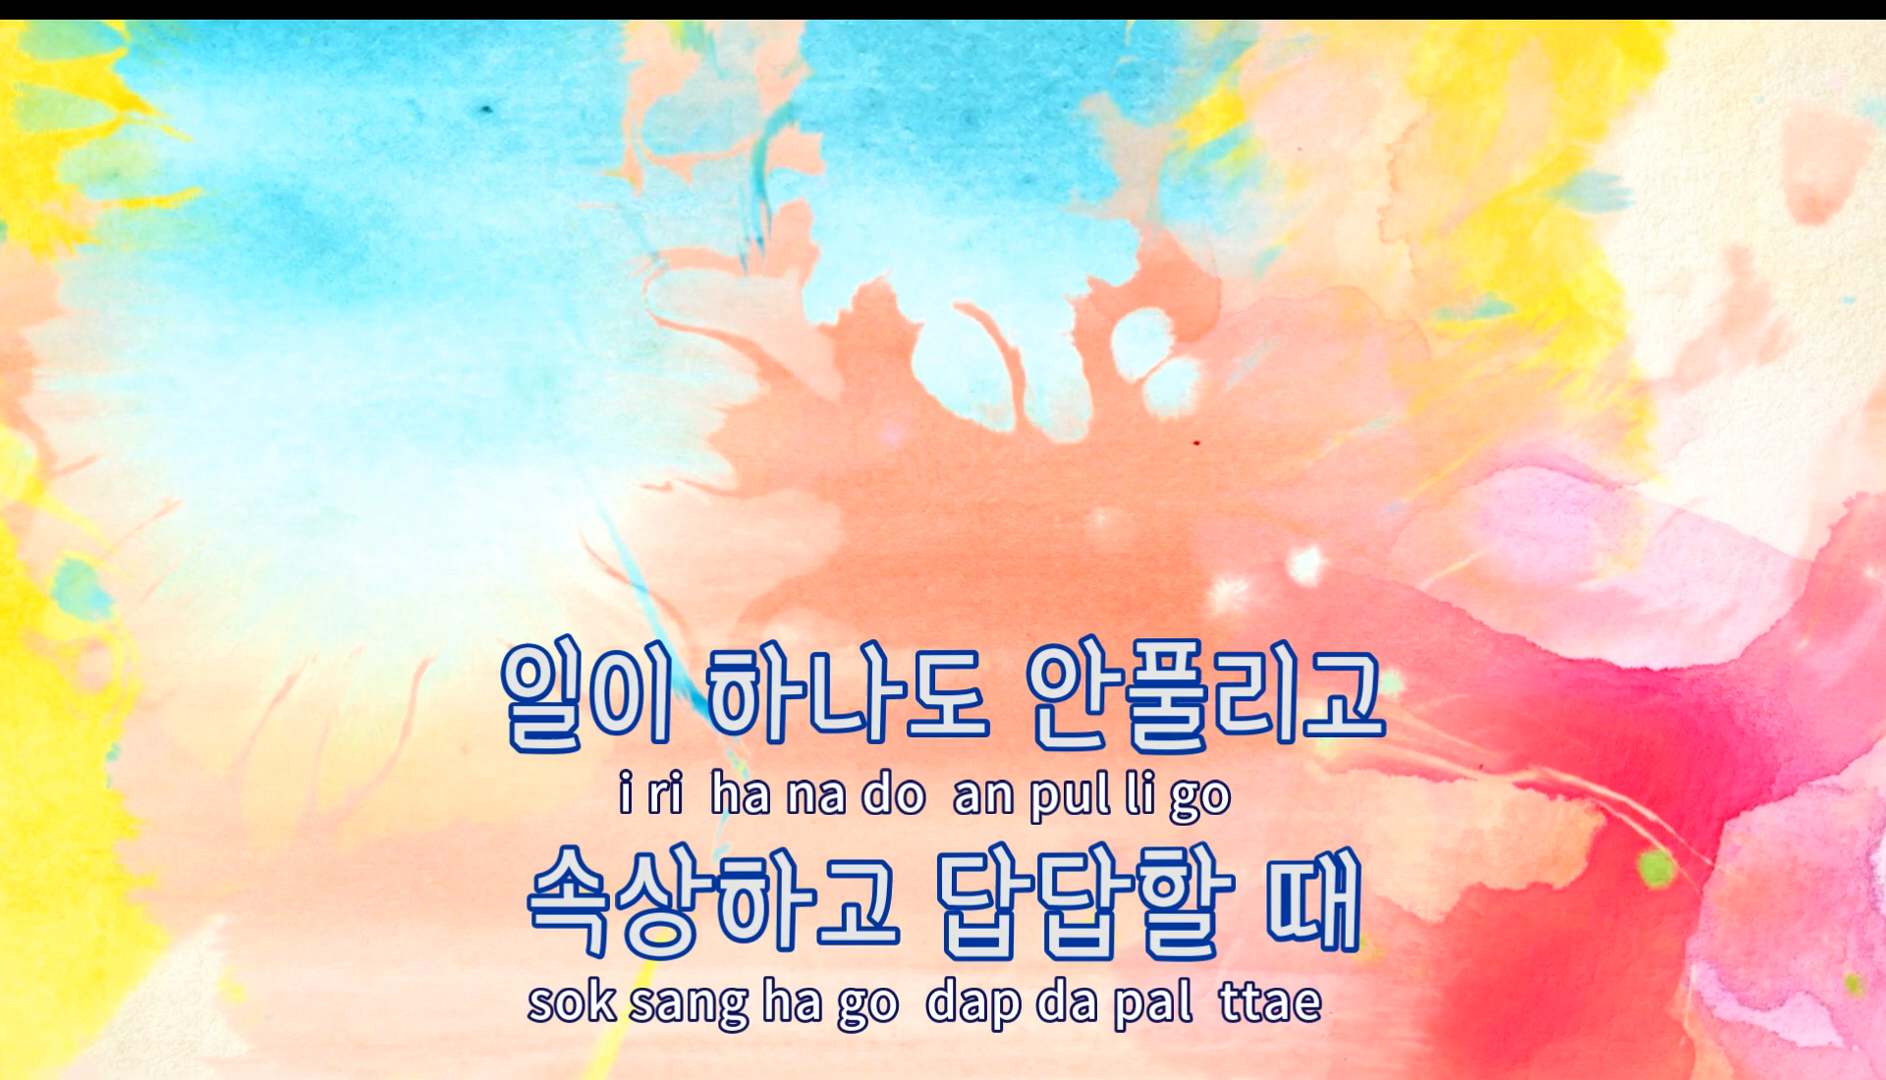 일이 하나도 안풀리고
i ri ha na do an pul li go
속상하고 답답할 때
sok sang ha go dap da pal ttae